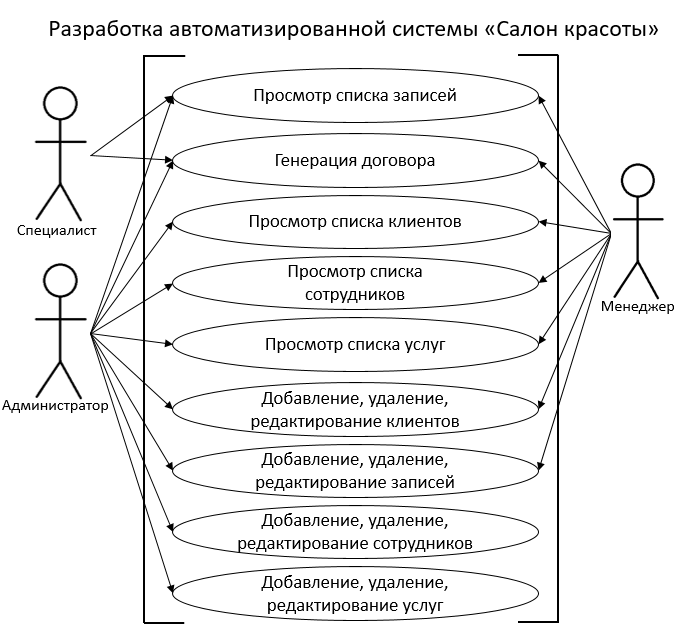 Разработка автоматизированной системы «Салон красоты»
Просмотр списка записей
Генерация договора
Специалист
Просмотр списка клиентов
Просмотр списка
сотрудников
Менеджер
Просмотр списка услуг
Администратор
Добавление, удаление,
редактирование клиентов
Добавление, удаление,
редактирование записей
Добавление, удаление,
редактирование сотрудников
Добавление, удаление,
редактирование услуг